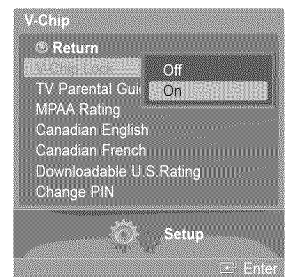 V-Chip
Return
Off
TV Parental Gui
On
MPAA Rating
Canadian English
Canadian French
Downloadable U.S.Rating
Change PIN
Setup
Enter